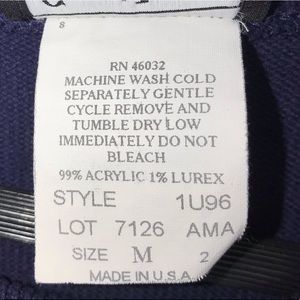 S
RN 46032
MACHINE WASH COLD
SEPARATELY GENTLE
CYCLE REMOVE AND
TUMBLE DRY LOW
IMMEDIATELY DO NOT
BLEACH
99% ACRYLIC 1% LUREX
STYLE 1U96
LOT 7126 AMA
SIZE M 2
MADE IN U.S.A.